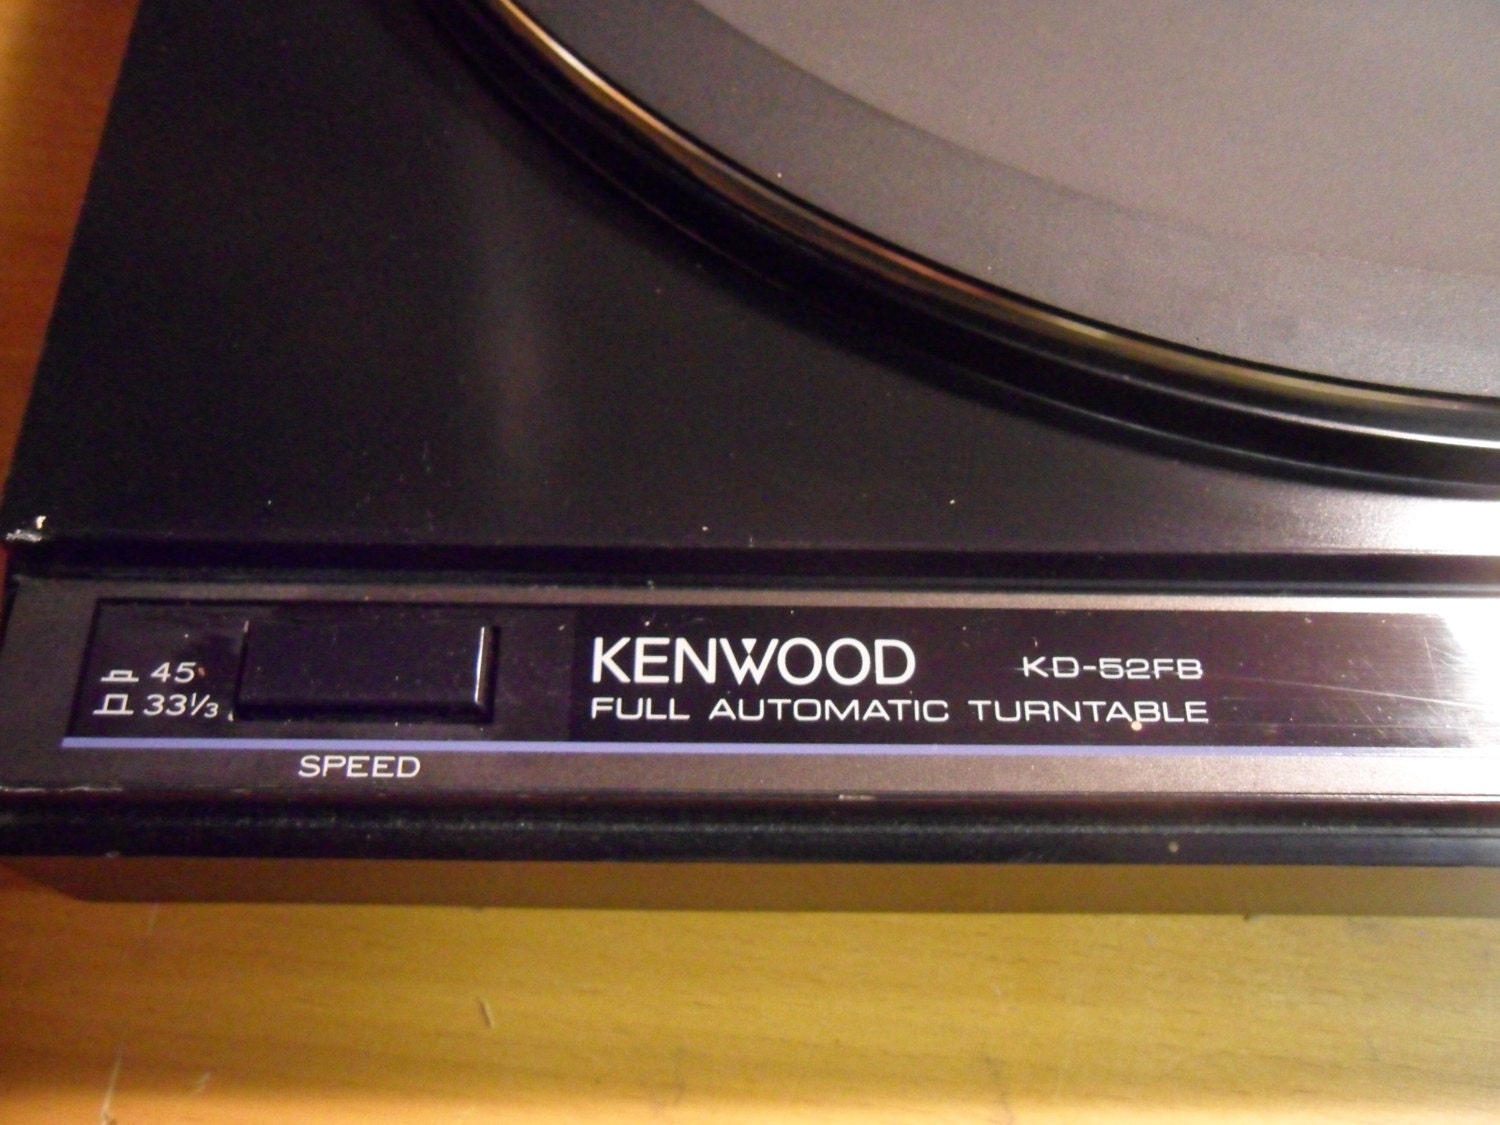 45
33⅓
SPEED
KENWOOD KD-52FB
FULL AUTOMATIC TURNTABLE